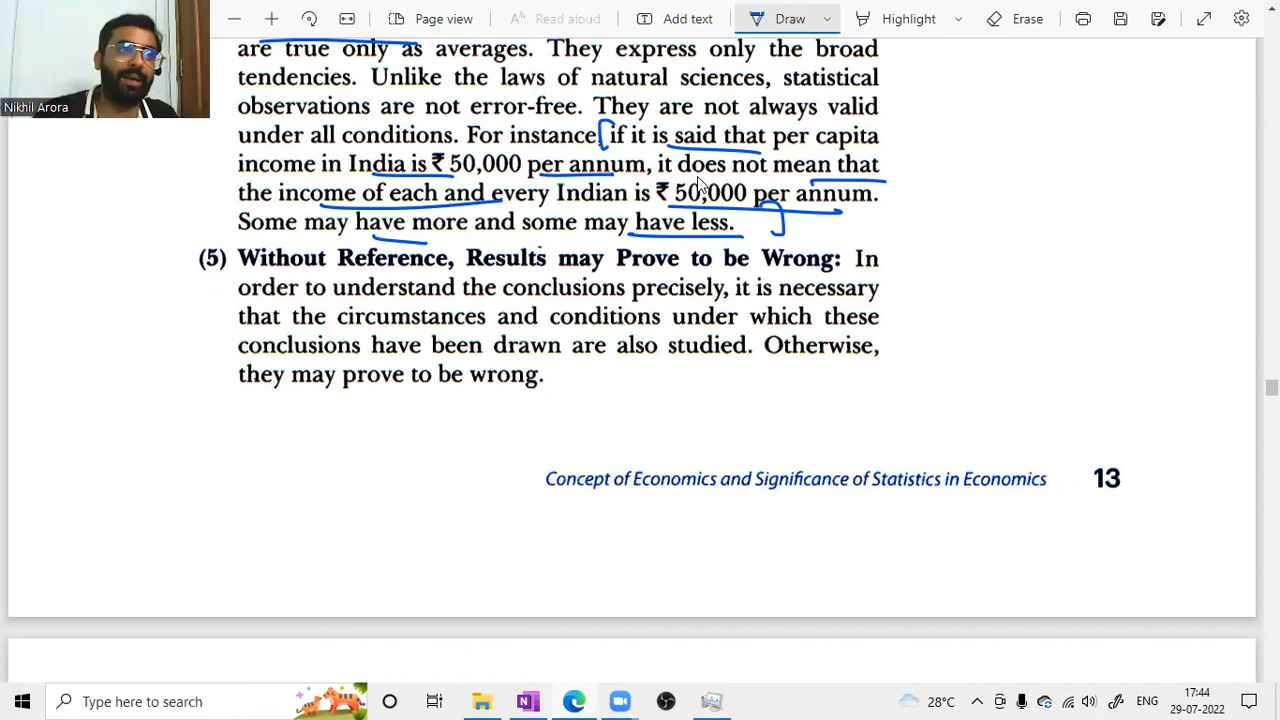 Page view
Read aloud
Add text
Draw
Highlight
Erase
Nikhil Arora
are true only as averages. They express only the broad
tendencies. Unlike the laws of natural sciences, statistical
observations are not error-free. They are not always valid
under all conditions. For instance, if it is said that per capita
income in India is ₹ 50,000 per annum, it does not mean that
the income of each and every Indian is ₹ 50,000 per annum.
Some may have more and some may have less.
(5) Without Reference, Results may Prove to be Wrong: In
order to understand the conclusions precisely, it is necessary
that the circumstances and conditions under which these
conclusions have been drawn are also studied. Otherwise,
they may prove to be wrong.
Concept of Economics and Significance of Statistics in Economics 13
Type here to search
28°C
ENG
17:44
29-07-2022